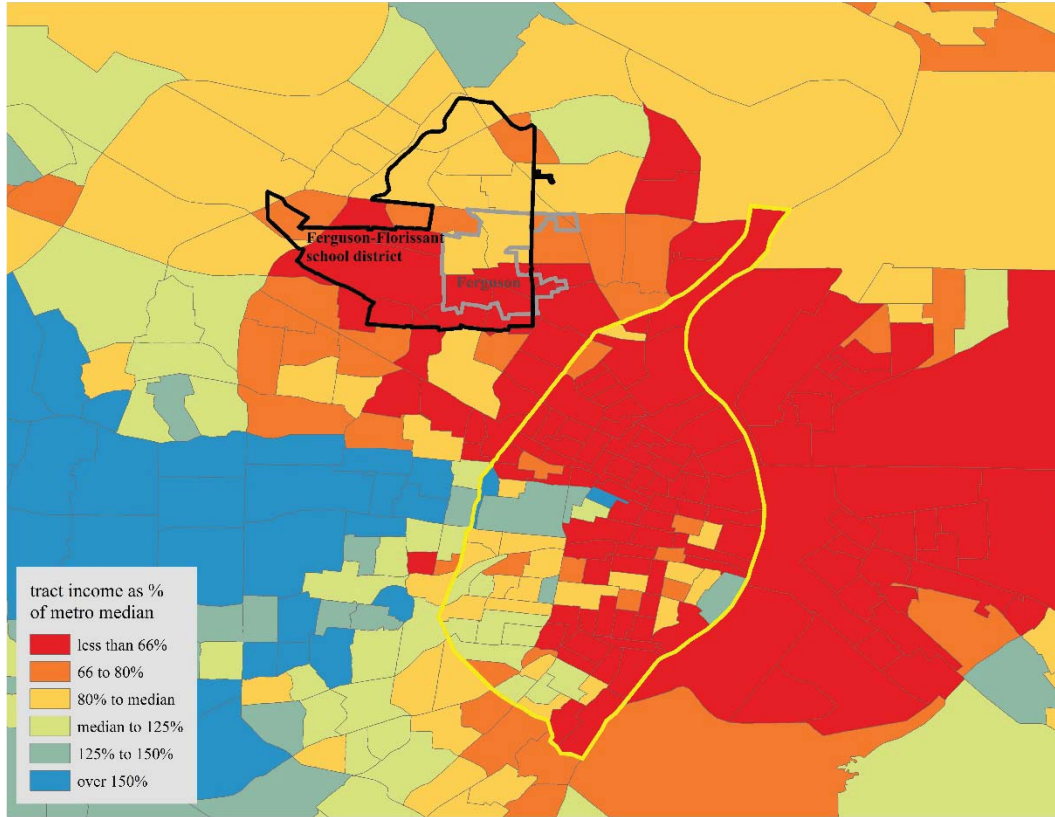 Ferguson-Florissant
school district
Ferguson
tract income as %
of metro median
less than 66%
66 to 80%
80% to median
median to 125%
125% to 150%
over 150%